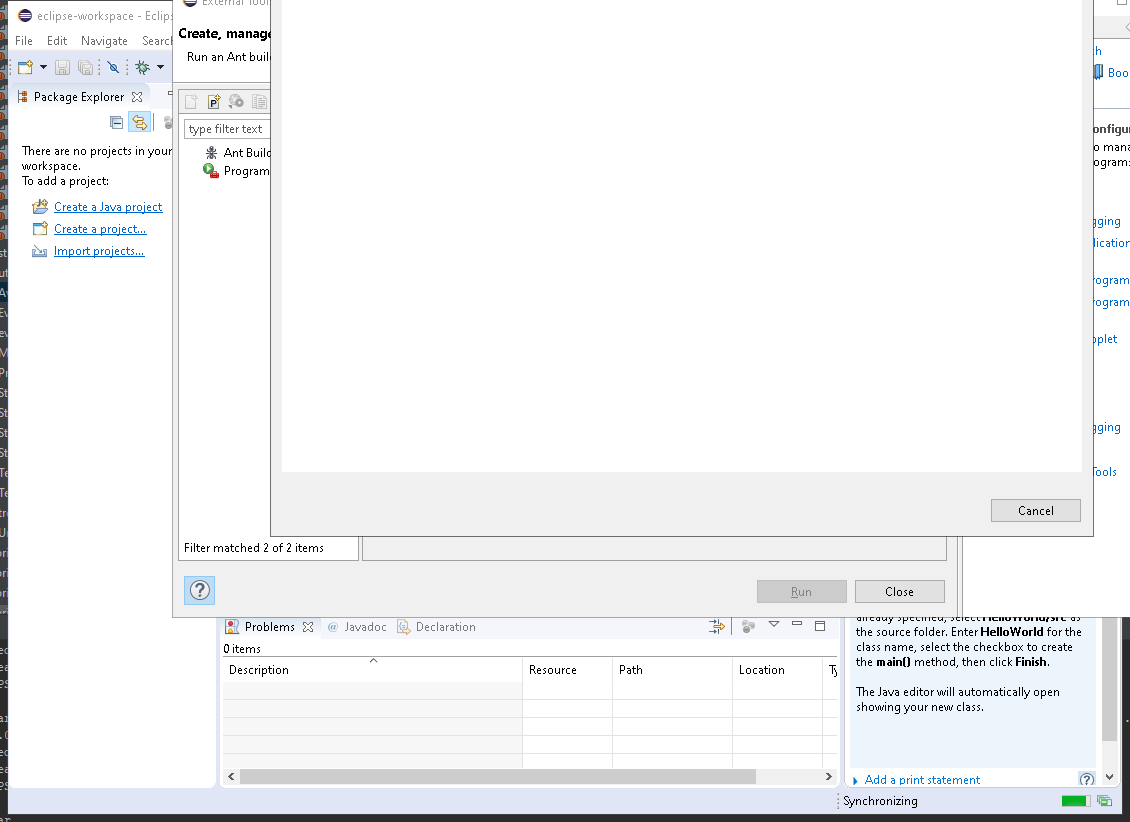 eclipse-workspace - Eclips
External Tool
File Edit Navigate Searc
Create, manage
Run an Ant buil
Package Explorer
type filter text
Ant Build
Program
There are no projects in your
workspace.
To add a project:
Create a Java project
Create a project...
Import projects...
Boo
onfigu
o mana
ogram:
gging
lication
rogram
rogram
pplet
gging
Tools
Cancel
Filter matched 2 of 2 items
?
Run
Close
Problems
@ Javadoc
Declaration
0 items
Description Resource Path Location Ty
already specified, select HelloWorld/src as
the source folder. Enter HelloWorld for the
class name, select the checkbox to create
the main() method, then click Finish.
The Java editor will automatically open
showing your new class.
Add a print statement
?
Synchronizing